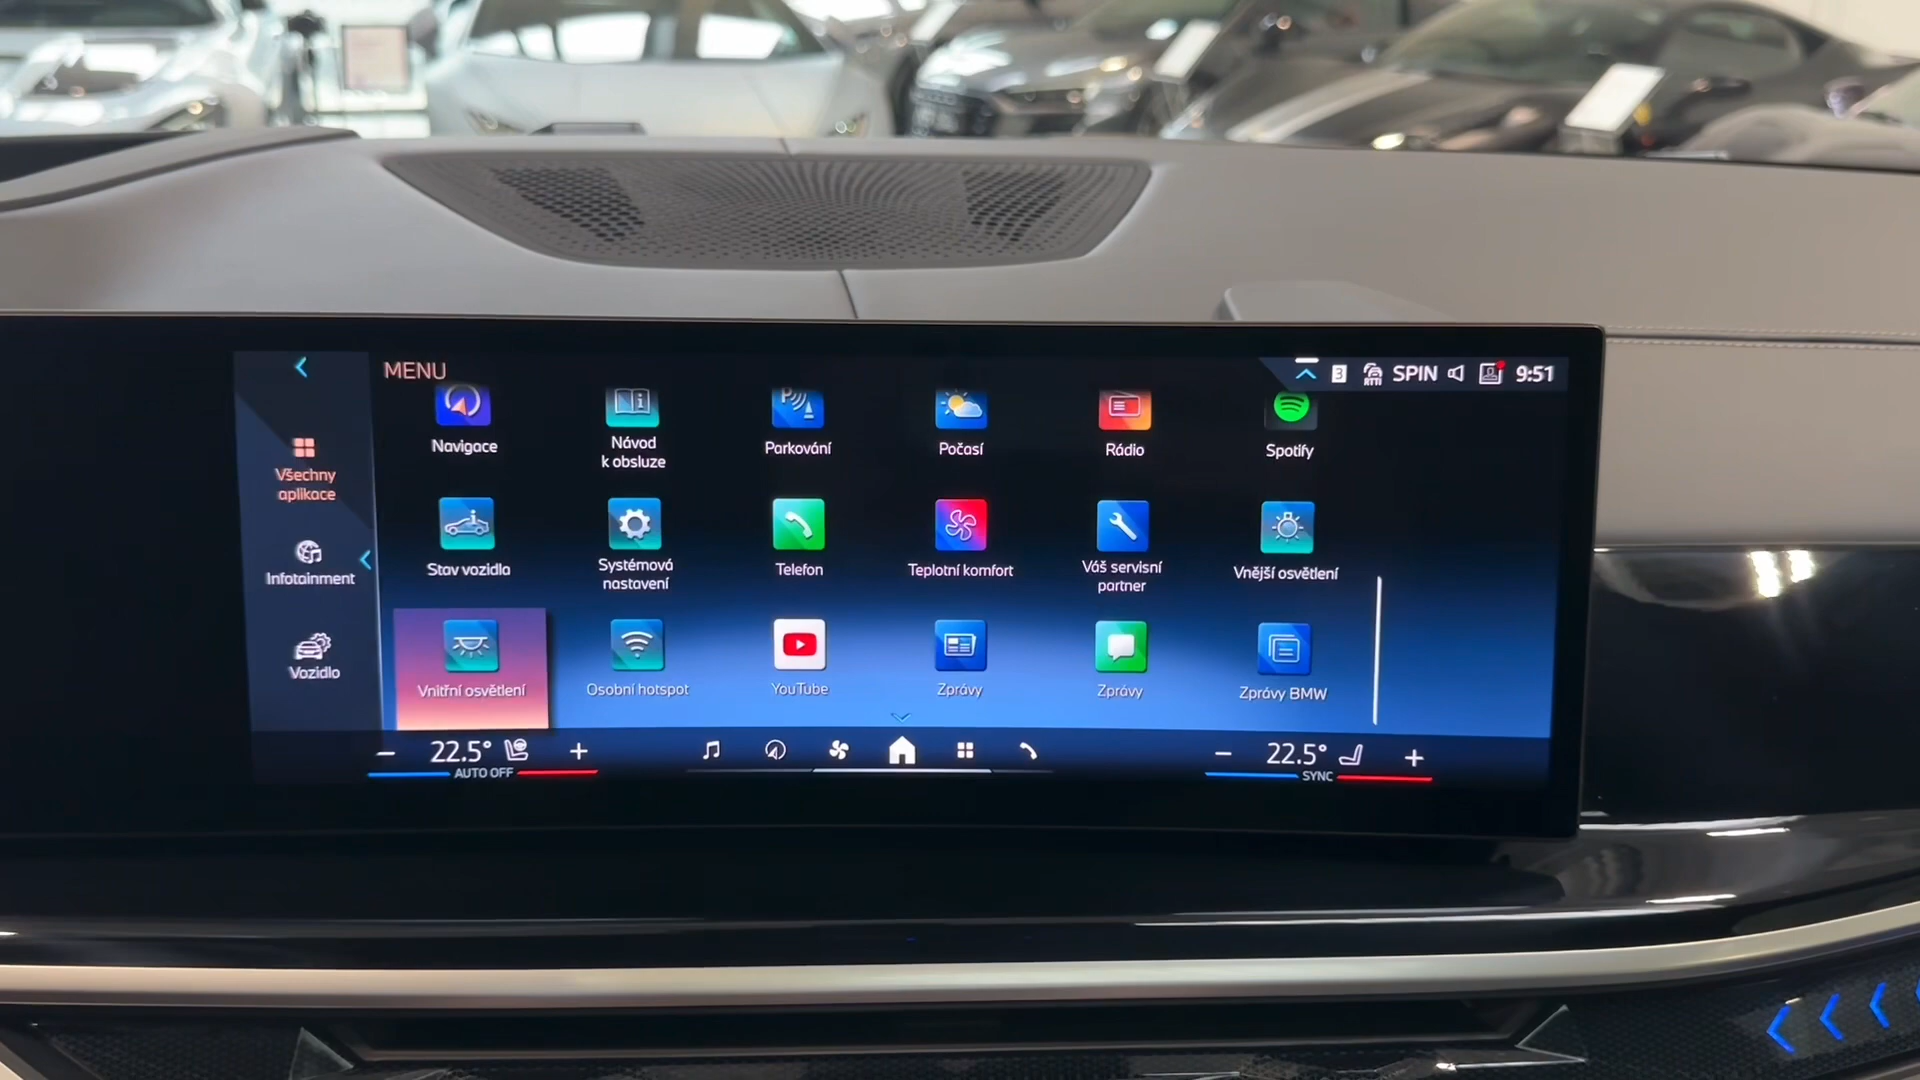 MENU
3
RTTI
SPIN
9:51
Všechny
aplikace
Infotainment
Vozidlo
Navigace
Návod
k obsluze
Parkování
Počasí
Rádio
Spotify
Stav vozidla
Systémová
nastavení
Telefon
Teplotní komfort
Váš servisní
partner
Vnější osvětlení
Vnitřní osvětlení
Osobní hotspot
YouTube
Zprávy
Zprávy
Zprávy BMW
− 22.5° +
AUTO OFF
− 22.5° +
SYNC